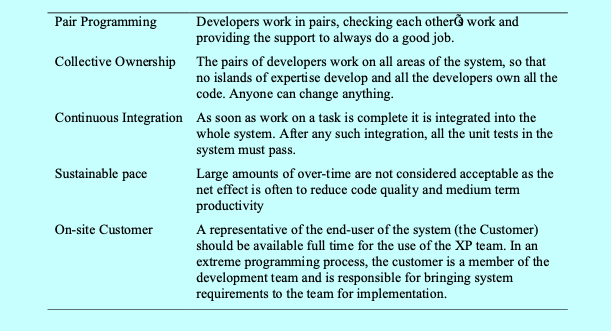 Pair Programming Developers work in pairs, checking each otherÕs work and
providing the support to always do a good job.
Collective Ownership The pairs of developers work on all areas of the system, so that
no islands of expertise develop and all the developers own all the
code. Anyone can change anything.
Continuous Integration As soon as work on a task is complete it is integrated into the
whole system. After any such integration, all the unit tests in the
system must pass.
Sustainable pace Large amounts of over-time are not considered acceptable as the
net effect is often to reduce code quality and medium term
productivity
On-site Customer A representative of the end-user of the system (the Customer)
should be available full time for the use of the XP team. In an
extreme programming process, the customer is a member of the
development team and is responsible for bringing system
requirements to the team for implementation.